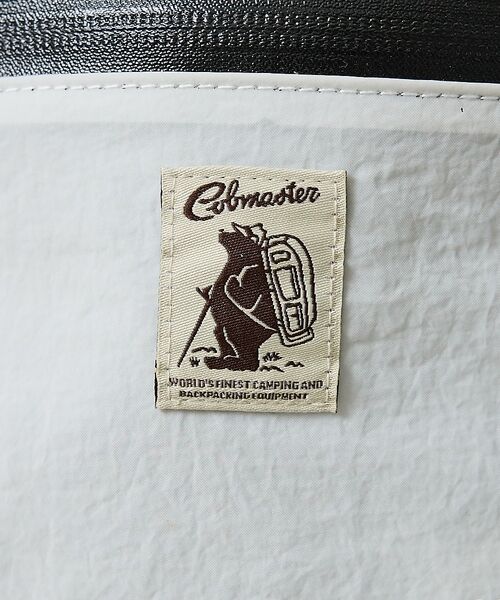 Cobmaster
WORLD'S FINEST CAMPING AND
BACKPACKING EQUIPMENT